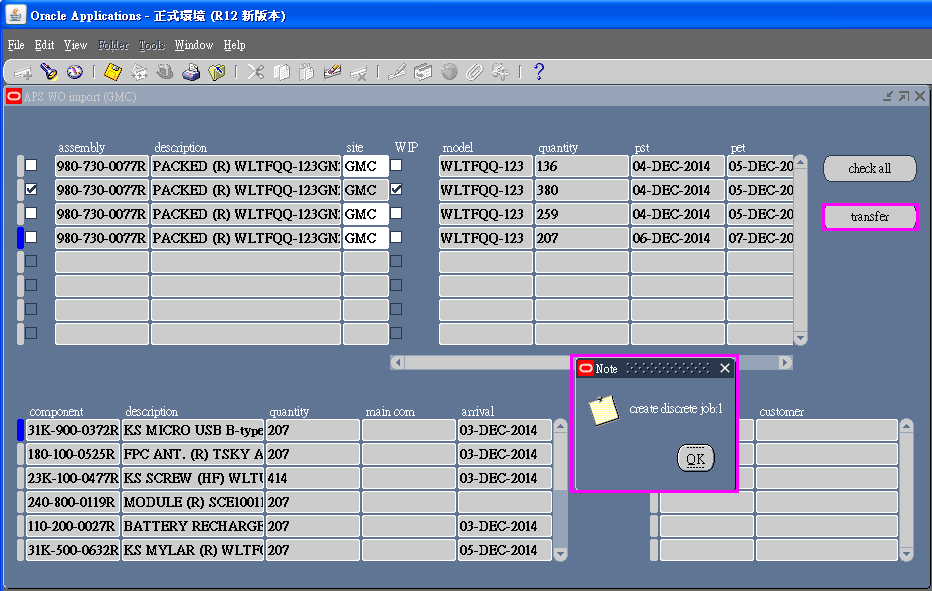 Oracle Applications - 正式環境 (R12 新版本)
File Edit View Folder Tools Window Help
APS WO import (GMC)
assembly description site WIP model quantity pst pet
980-730-0077R PACKED (R) WLTFQQ-123GN GMC WLTFQQ-123 136 04-DEC-2014 05-DEC-20
check all
980-730-0077R PACKED (R) WLTFQQ-123GN GMC WLTFQQ-123 380 04-DEC-2014 05-DEC-20
980-730-0077R PACKED (R) WLTFQQ-123GN GMC WLTFQQ-123 259 04-DEC-2014 05-DEC-20
transfer
980-730-0077R PACKED (R) WLTFQQ-123GN GMC WLTFQQ-123 207 06-DEC-2014 07-DEC-20
Note
create discrete job:1
OK
component description quantity main com arrival customer
31K-900-0372R KS MICRO USB B-type 207 03-DEC-2014
180-100-0525R FPC ANT. (R) TSKY A 207 03-DEC-2014
23K-100-0477R KS SCREW (HF) WLTU 414 03-DEC-2014
240-800-0119R MODULE (R) SCE1001 207
110-200-0027R BATTERY RECHARGE 207 03-DEC-2014
31K-500-0632R KS MYLAR (R) WLTF 207 05-DEC-2014